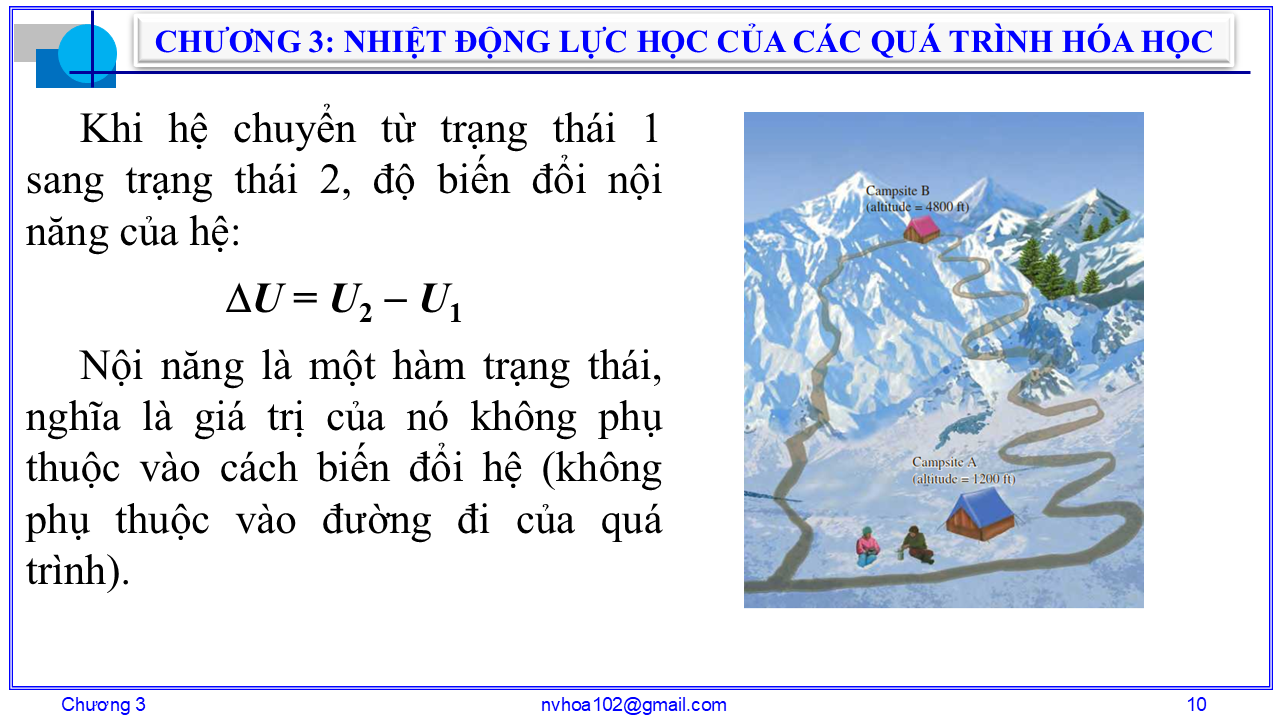 CHƯƠNG 3: NHIỆT ĐỘNG LỰC HỌC CỦA CÁC QUÁ TRÌNH HÓA HỌC
Khi hệ chuyển từ trạng thái 1
sang trạng thái 2, độ biến đổi nội
năng của hệ:
ΔU = U₂ – U₁
Nội năng là một hàm trạng thái,
nghĩa là giá trị của nó không phụ
thuộc vào cách biến đổi hệ (không
phụ thuộc vào đường đi của quá
trình).
Campsite B
(altitude = 4800 ft)
Campsite A
(altitude = 1200 ft)
Chương 3
nvhoa102@gmail.com
10